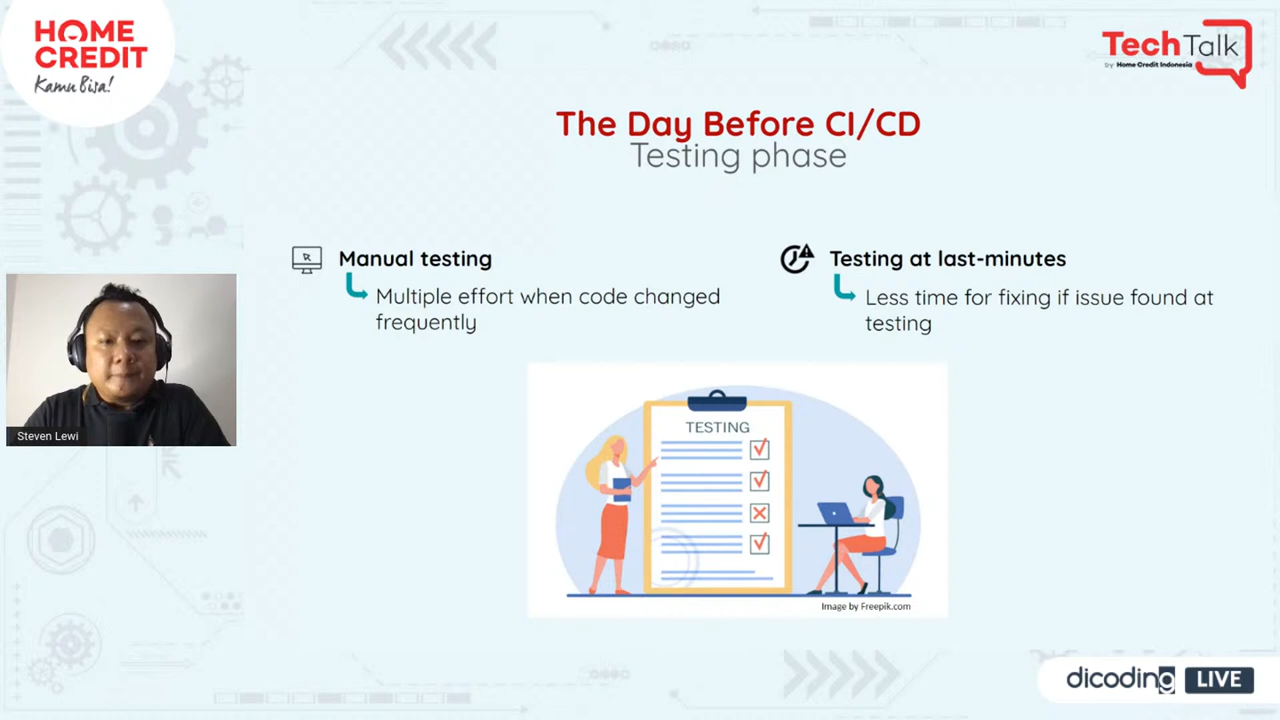 HOME
CREDIT
Kamu Bisa!
TechTalk
by Home Credit Indonesia
The Day Before CI/CD
Testing phase
Manual testing
Multiple effort when code changed
frequently
Testing at last-minutes
Less time for fixing if issue found at
testing
Steven Lewi
TESTING
Image by Freepik.com
dicoding LIVE